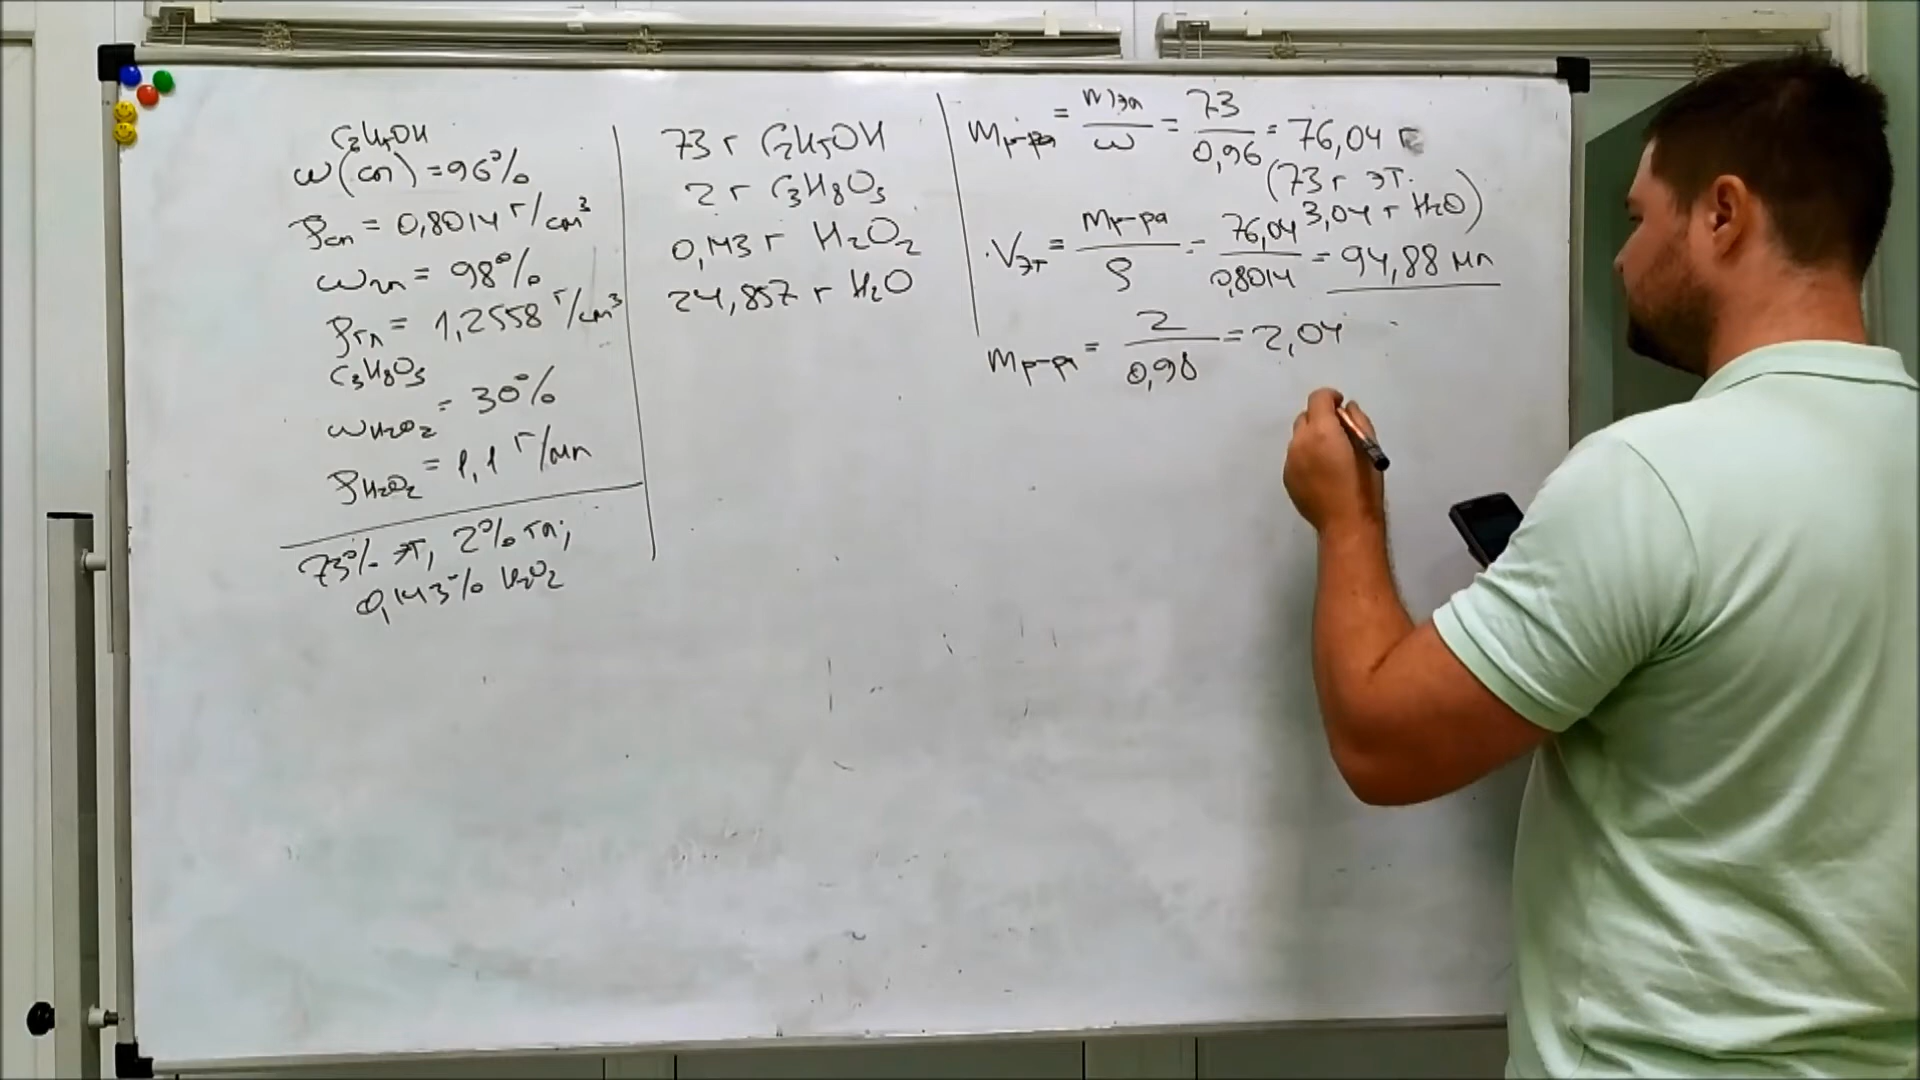 C₂H₅OH
ω(сп) = 96%
ρсп = 0,8014 г/см³
ωгл = 98%
ρгл = 1,2558 г/см³
C₃H₈O₃
ωH₂O₂ = 30%
ρH₂O₂ = 1,1 г/мл
73% эт, 2% гл;
0,143% H₂O₂
73 г C₂H₅OH
2 г C₃H₈O₃
0,143 г H₂O₂
24,857 г H₂O
mр-ра = mэт/ω = 73/0,96 = 76,04 г
(73 г эт.
3,04 г H₂O)
Vэт = mр-ра/ρ = 76,04/0,8014 = 94,88 мл
mр-ра = 2/0,98 = 2,04